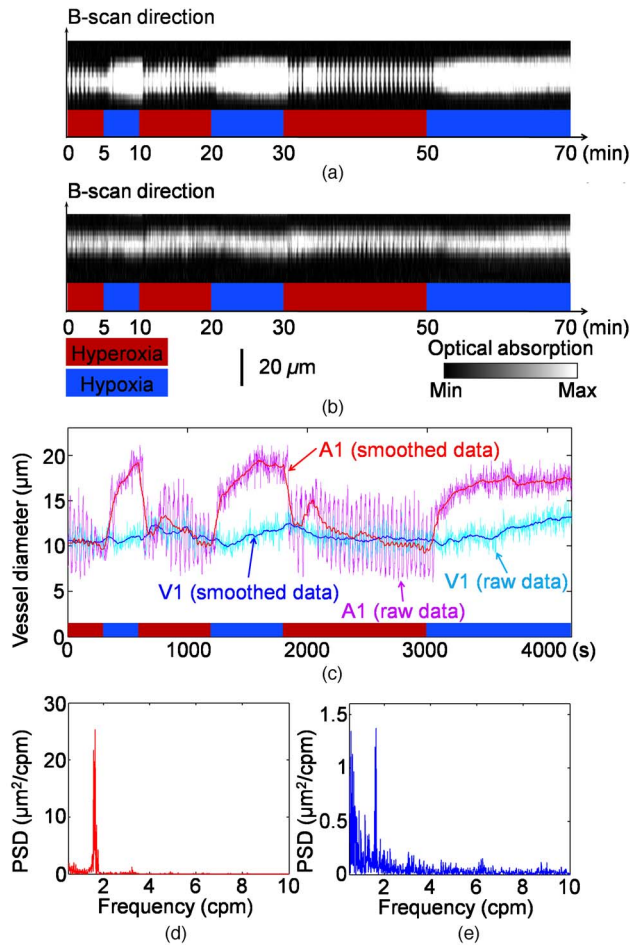 B-scan direction
0 5 10 20 30 50 70 (min)
(a)
B-scan direction
0 5 10 20 30 50 70 (min)
Hyperoxia
Hypoxia
20 µm
Optical absorption
Min Max
(b)
Vessel diameter (µm)
20
15
10
5
0
A1 (smoothed data)
V1 (smoothed data)
A1 (raw data)
V1 (raw data)
0 1000 2000 3000 4000 (s)
(c)
PSD (µm²/cpm)
30
20
10
0
2 4 6 8 10
Frequency (cpm)
(d)
PSD (µm²/cpm)
1.5
1
0.5
0
2 4 6 8 10
Frequency (cpm)
(e)